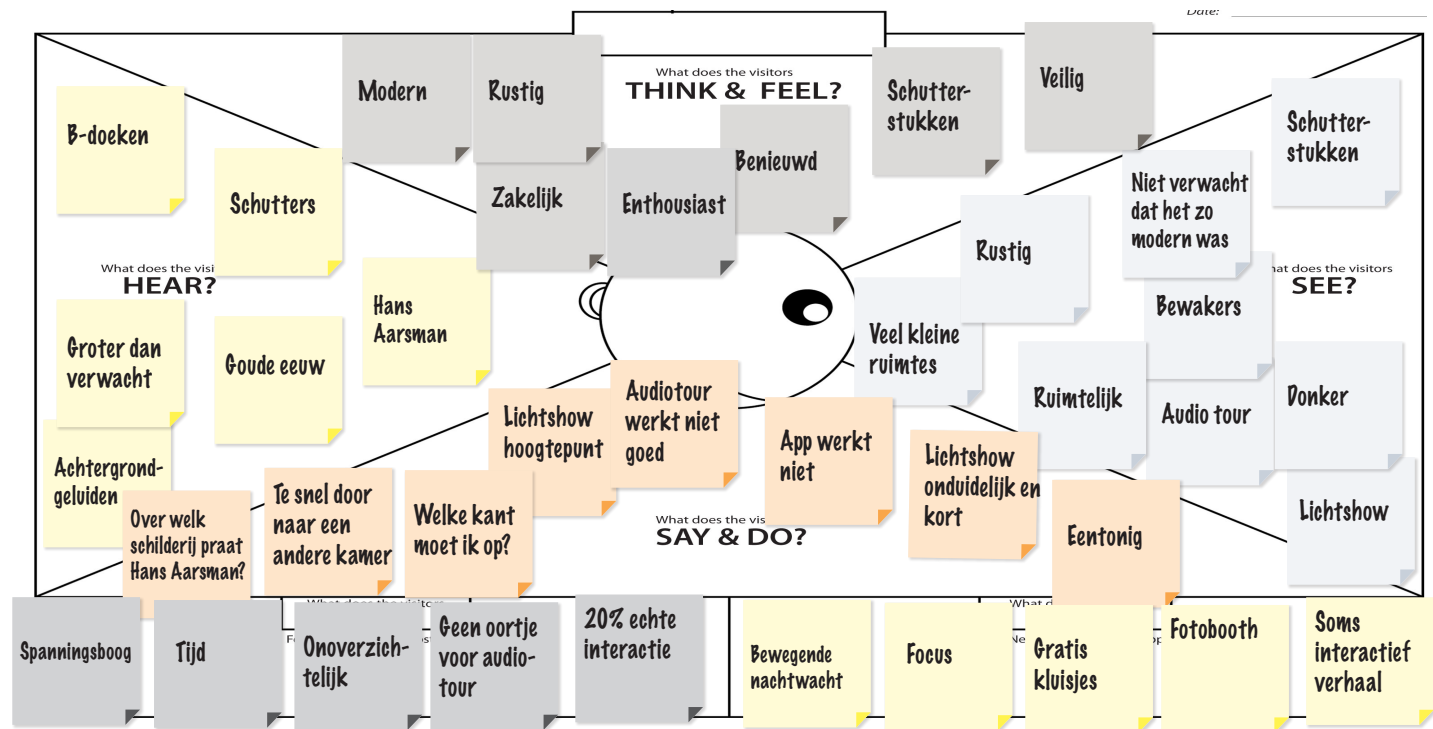 Date:
Modern
Rustig
What does the visitors
THINK & FEEL?
Schutter-
stukken
Veilig
Zakelijk
Enthousiast
Benieuwd
B-doeken
Schutters
What does the visi
HEAR?
Hans
Aarsman
Groter dan
verwacht
Goude eeuw
Achtergrond-
geluiden
Schutter-
stukken
Niet verwacht
dat het zo
modern was
Rustig
hat does the visitors
SEE?
Bewakers
Veel kleine
ruimtes
Ruimtelijk
Audio tour
Donker
Lichtshow
Lichtshow
hoogtepunt
Audiotour
werkt niet
goed
App werkt
niet
Lichtshow
onduidelijk en
kort
Over welk
schilderij praat
Hans Aarsman?
Te snel door
naar een
andere kamer
Welke kant
moet ik op?
What does the vis
SAY & DO?
Eentonig
Spanningsboog
Tijd
Onoverzich-
telijk
Geen oortje
voor audio-
tour
20% echte
interactie
Bewegende
nachtwacht
Focus
Gratis
kluisjes
Fotobooth
Soms
interactief
verhaal